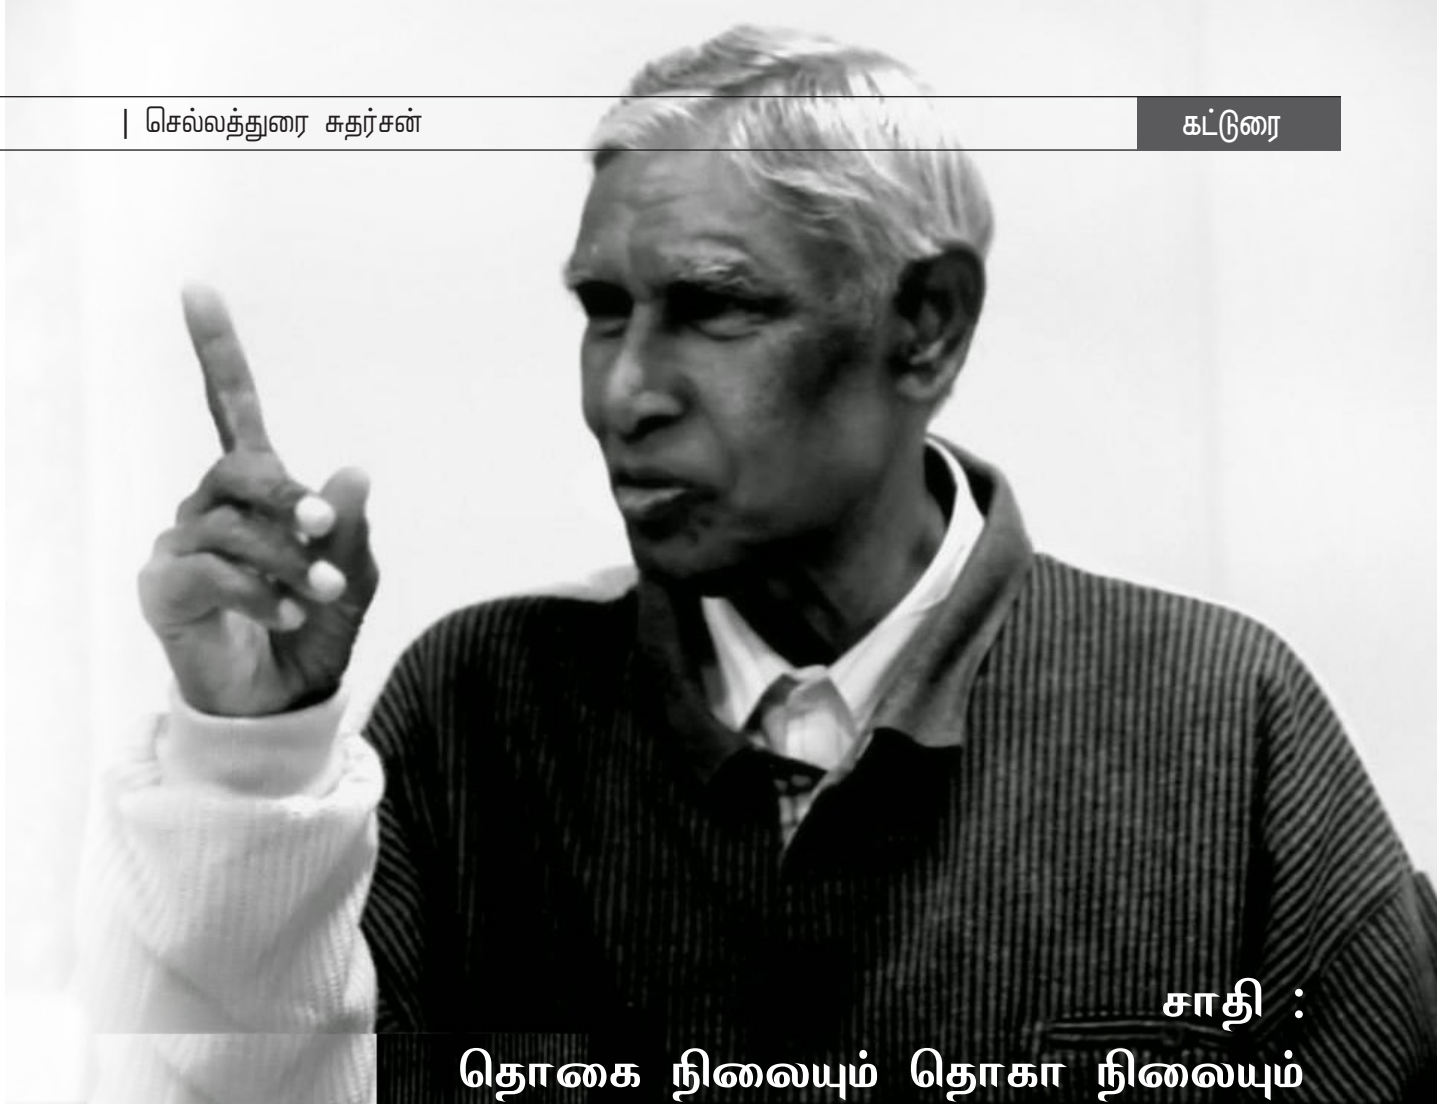 | செல்லத்துரை சுதர்சன்
கட்டுரை
சாதி :
தொகை நிலையும் தொகா நிலையும்